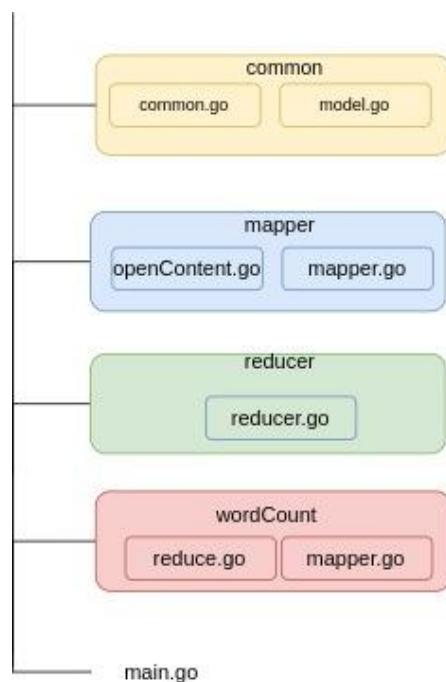 common
common.go model.go
mapper
openContent.go mapper.go
reducer
reducer.go
wordCount
reduce.go mapper.go
main.go